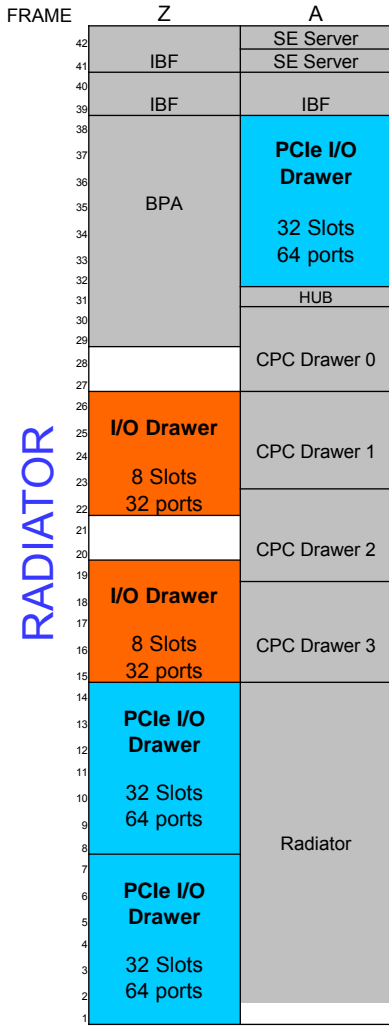 FRAME Z A
42 SE Server
41 IBF SE Server
40
39 IBF IBF
38
37 PCIe I/O
36 Drawer
35 BPA
34 32 Slots
33 64 ports
32
31 HUB
30
29
28 CPC Drawer 0
27
26
25 I/O Drawer
24 CPC Drawer 1
23 8 Slots
22 32 ports
21
20 CPC Drawer 2
19
18 I/O Drawer
17
16 8 Slots CPC Drawer 3
15 32 ports
14
13 PCIe I/O
12 Drawer
11
10 32 Slots
9 64 ports
8 Radiator
7
6 PCIe I/O
5 Drawer
4
3 32 Slots
2 64 ports
1
RADIATOR